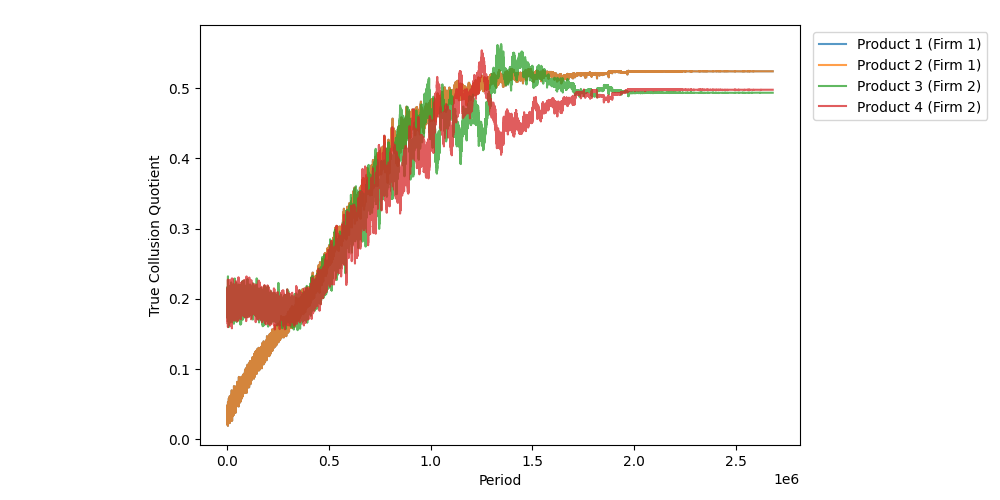 True Collusion Quotient
0.5
0.4
0.3
0.2
0.1
0.0
0.0
0.5
1.0
1.5
2.0
2.5
1e6
Period
Product 1 (Firm 1)
Product 2 (Firm 1)
Product 3 (Firm 2)
Product 4 (Firm 2)